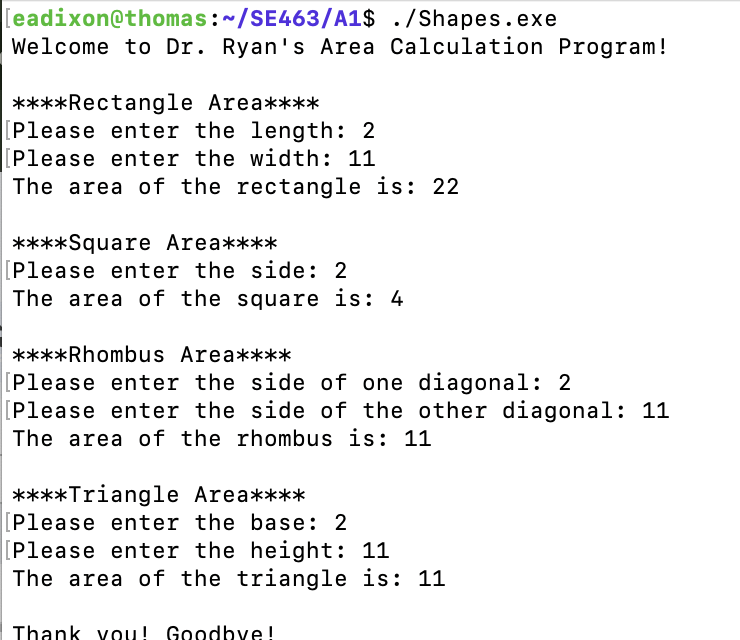 [eadixon@thomas:~/SE463/A1$ ./Shapes.exe
Welcome to Dr. Ryan's Area Calculation Program!
****Rectangle Area****
[Please enter the length: 2
[Please enter the width: 11
The area of the rectangle is: 22
****Square Area****
[Please enter the side: 2
The area of the square is: 4
****Rhombus Area****
[Please enter the side of one diagonal: 2
[Please enter the side of the other diagonal: 11
The area of the rhombus is: 11
****Triangle Area****
[Please enter the base: 2
[Please enter the height: 11
The area of the triangle is: 11
Thank you! Goodbye!